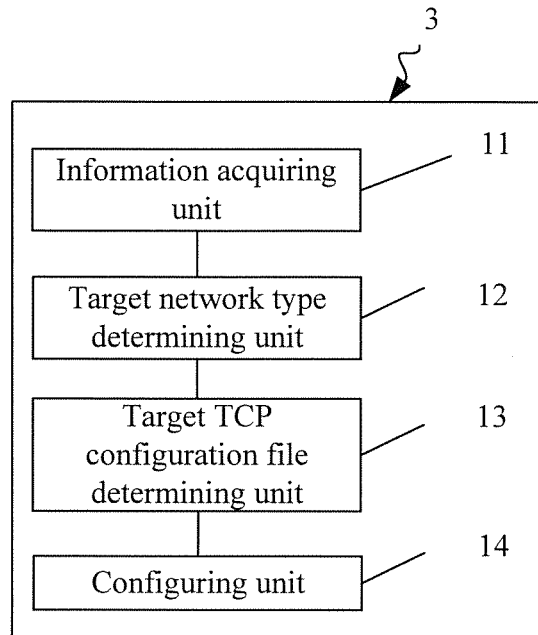 3
Information acquiring
unit
11
Target network type
determining unit
12
Target TCP
configuration file
determining unit
13
Configuring unit
14